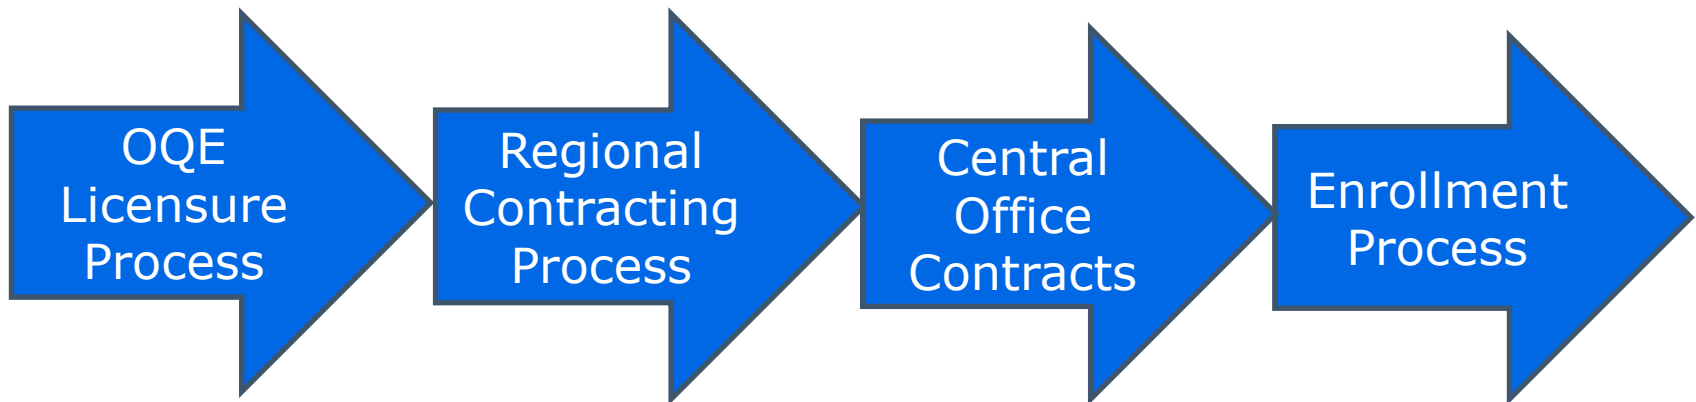 OQE
Licensure
Process
Regional
Contracting
Process
Central
Office
Contracts
Enrollment
Process